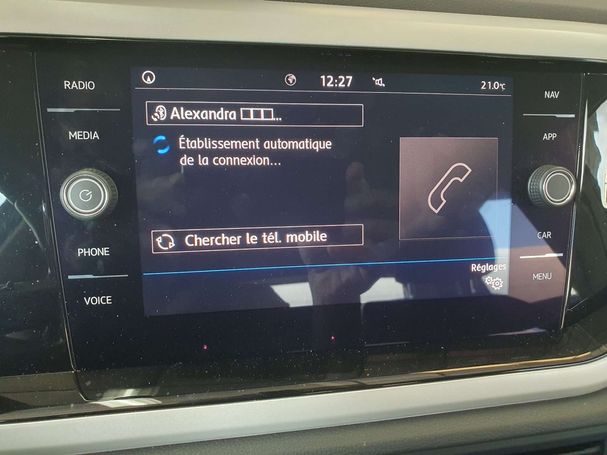 RADIO
MEDIA
PHONE
VOICE
12:27
21.0°C
Alexandra □□□...
Établissement automatique
de la connexion...
Chercher le tél. mobile
Réglages
NAV
APP
CAR
MENU